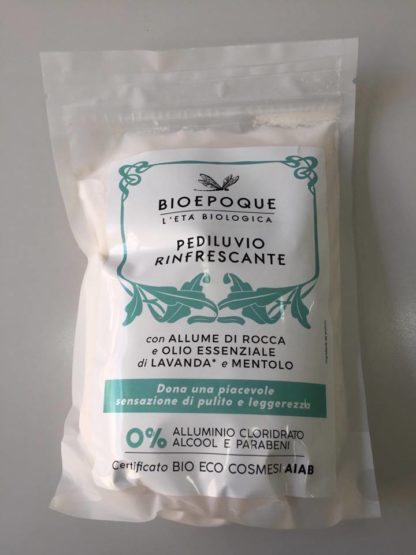 BIOEPOQUE
L'ETÀ BIOLOGICA
PEDILUVIO
RINFRESCANTE
con ALLUME DI ROCCA
e OLIO ESSENZIALE
di LAVANDA* e MENTOLO
Dona una piacevole
sensazione di pulito e leggerezza
0% ALLUMINIO CLORIDRATO
ALCOOL E PARABENI
Certificato BIO ECO COSMESI AIAB